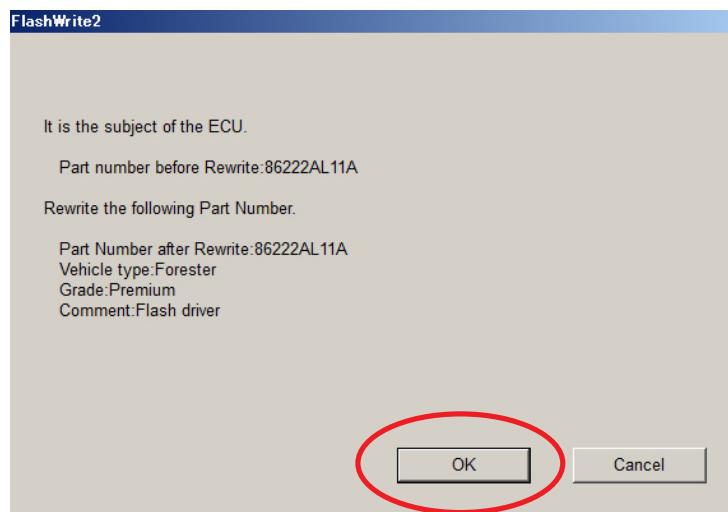 FlashWrite2
It is the subject of the ECU.
Part number before Rewrite:86222AL11A
Rewrite the following Part Number.
Part Number after Rewrite:86222AL11A
Vehicle type:Forester
Grade:Premium
Comment:Flash driver
OK Cancel